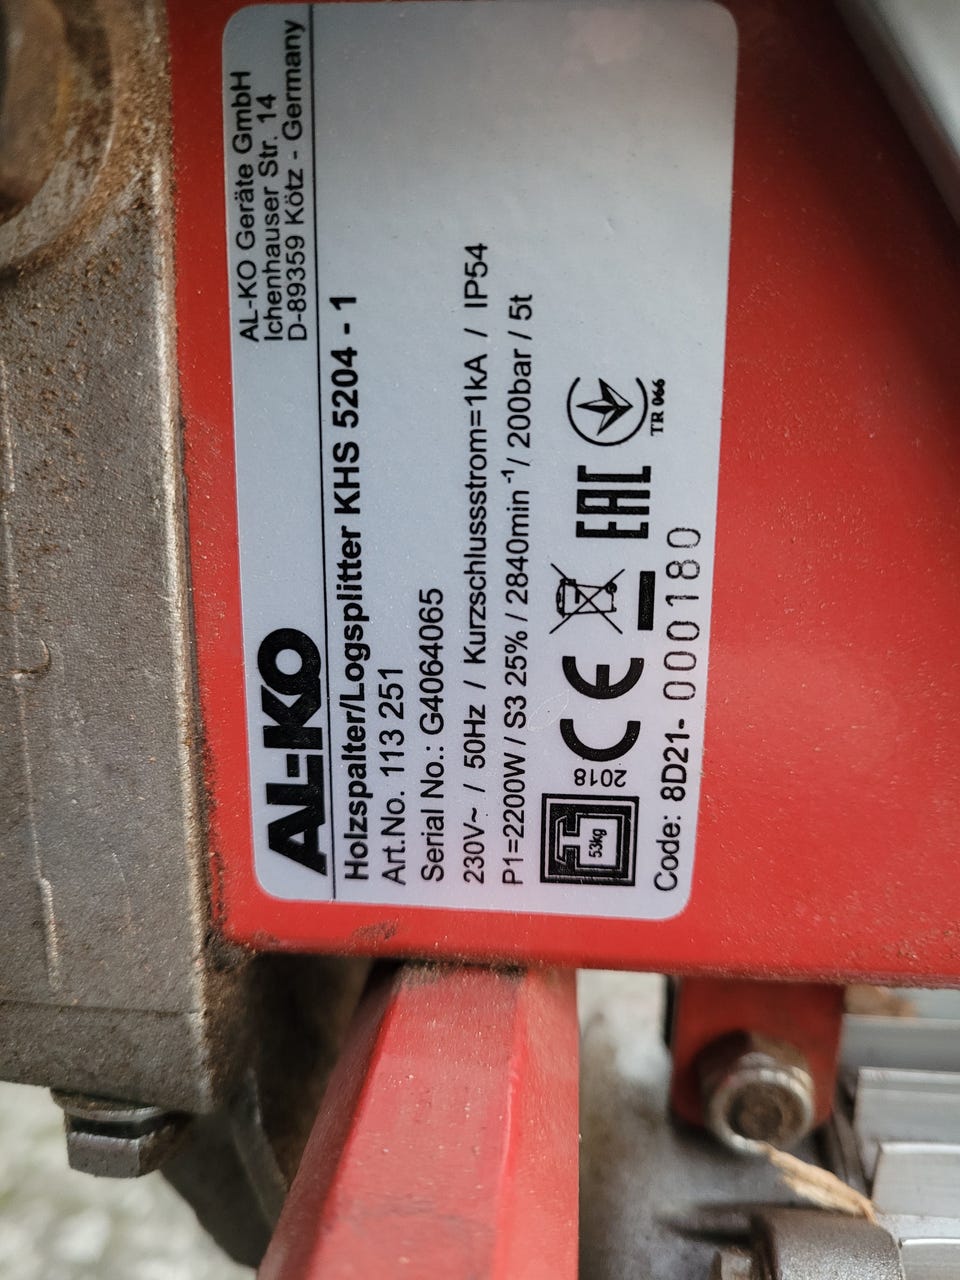 AL-KO
AL-KO Geräte GmbH
Ichenhauser Str. 14
D-89359 Kötz - Germany
Holzspalter/Logsplitter KHS 5204 - 1
Art.No. 113 251
Serial No.: G4064065
230V~ / 50Hz / Kurzschlussstrom=1kA / IP54
P1=2200W / S3 25% / 2840min⁻¹/ 200bar / 5t
53kg
2018
CE
EAC
TR 066
Code: 8D21- 000180